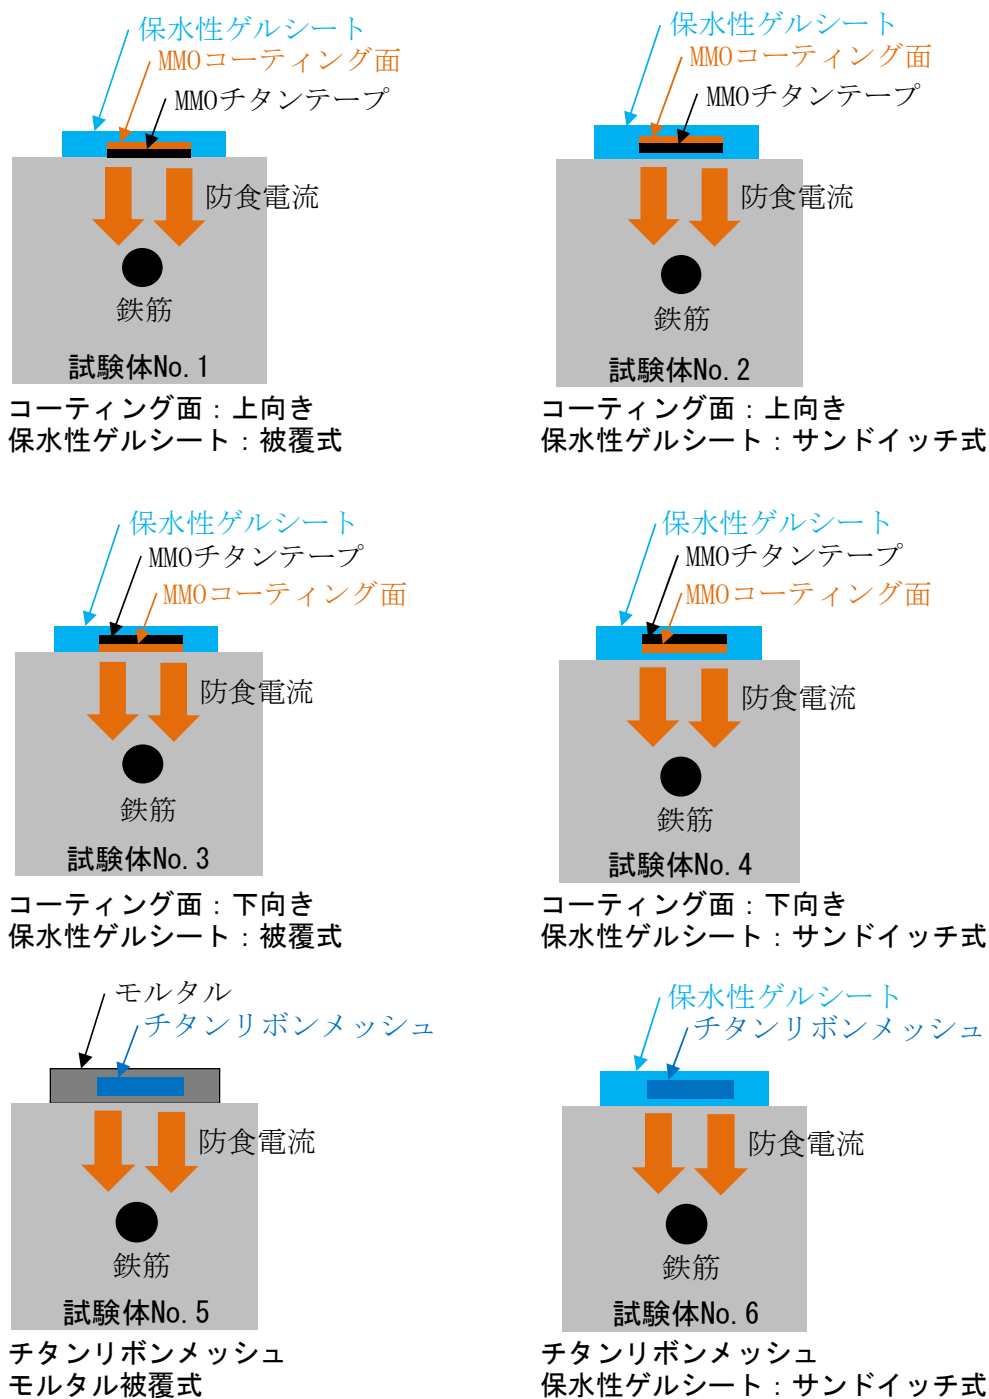 保水性ゲルシート
MMOコーティング面
MMOチタンテープ
防食電流
鉄筋
試験体No.1
コーティング面：上向き
保水性ゲルシート：被覆式
保水性ゲルシート
MMOコーティング面
MMOチタンテープ
防食電流
鉄筋
試験体No.2
コーティング面：上向き
保水性ゲルシート：サンドイッチ式
保水性ゲルシート
MMOチタンテープ
MMOコーティング面
防食電流
鉄筋
試験体No.3
コーティング面：下向き
保水性ゲルシート：被覆式
保水性ゲルシート
MMOチタンテープ
MMOコーティング面
防食電流
鉄筋
試験体No.4
コーティング面：下向き
保水性ゲルシート：サンドイッチ式
モルタル
チタンリボンメッシュ
防食電流
鉄筋
試験体No.5
チタンリボンメッシュ
モルタル被覆式
保水性ゲルシート
チタンリボンメッシュ
防食電流
鉄筋
試験体No.6
チタンリボンメッシュ
保水性ゲルシート：サンドイッチ式